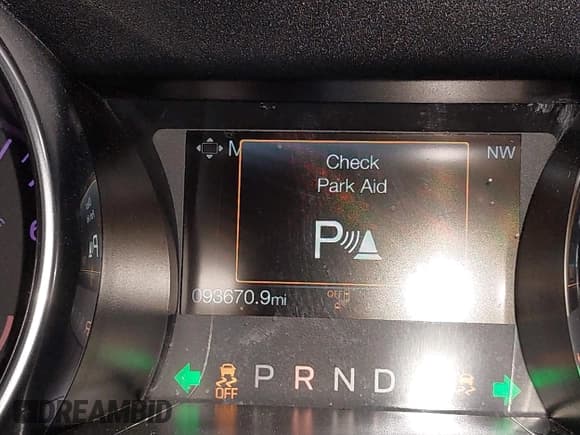 M
Check
Park Aid
NW
P
093670.9mi
P R N D
OFF
DREAMBID